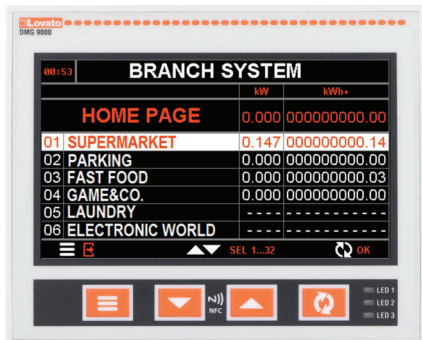 Lovato
DMG 9000
00:53 BRANCH SYSTEM
kW kWh+
HOME PAGE 0.000 000000000.00
01 SUPERMARKET 0.147 000000000.14
02 PARKING 0.000 000000000.00
03 FAST FOOD 0.000 000000000.03
04 GAME&CO. 0.000 000000000.00
05 LAUNDRY ---- ------------
06 ELECTRONIC WORLD ---- ------------
SEL 1...32 OK
NFC
LED 1
LED 2
LED 3